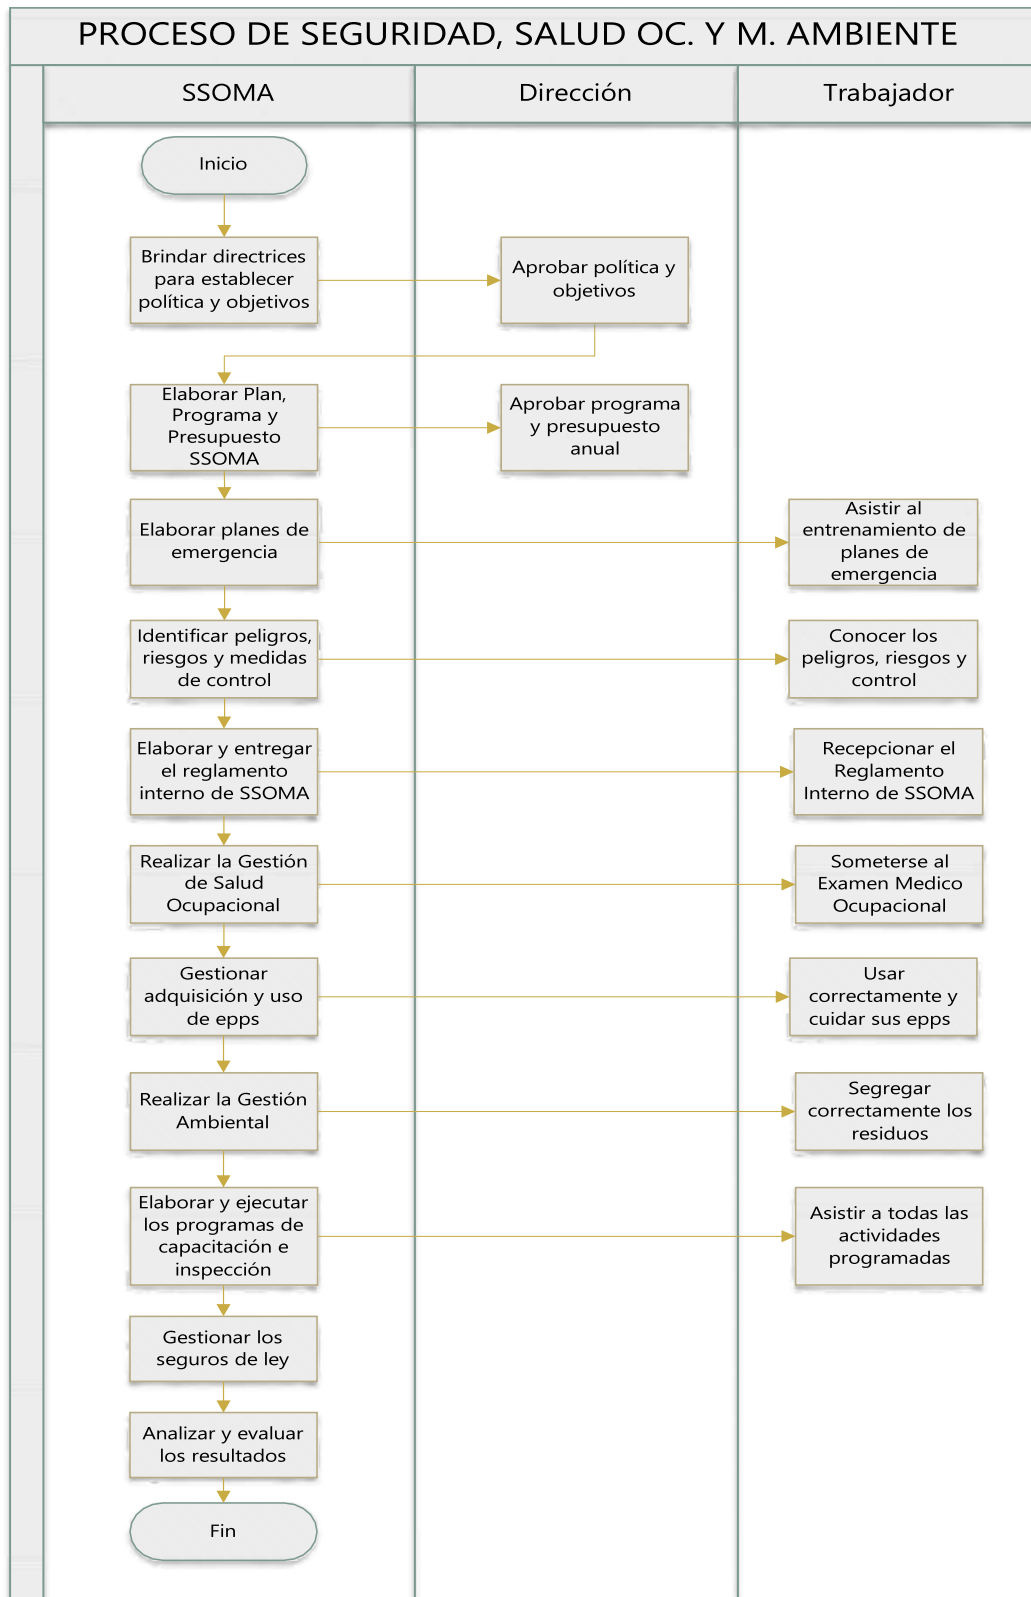 PROCESO DE SEGURIDAD, SALUD OC. Y M. AMBIENTE
SSOMA
Dirección
Trabajador
Inicio
Brindar directrices
para establecer
política y objetivos
Aprobar política y
objetivos
Elaborar Plan,
Programa y
Presupuesto
SSOMA
Aprobar programa
y presupuesto
anual
Elaborar planes de
emergencia
Asistir al
entrenamiento de
planes de
emergencia
Identificar peligros,
riesgos y medidas
de control
Conocer los
peligros, riesgos y
control
Elaborar y entregar
el reglamento
interno de SSOMA
Recepcionar el
Reglamento
Interno de SSOMA
Realizar la Gestión
de Salud
Ocupacional
Someterse al
Examen Medico
Ocupacional
Gestionar
adquisición y uso
de epps
Usar
correctamente y
cuidar sus epps
Realizar la Gestión
Ambiental
Segregar
correctamente los
residuos
Elaborar y ejecutar
los programas de
capacitación e
inspección
Asistir a todas las
actividades
programadas
Gestionar los
seguros de ley
Analizar y evaluar
los resultados
Fin